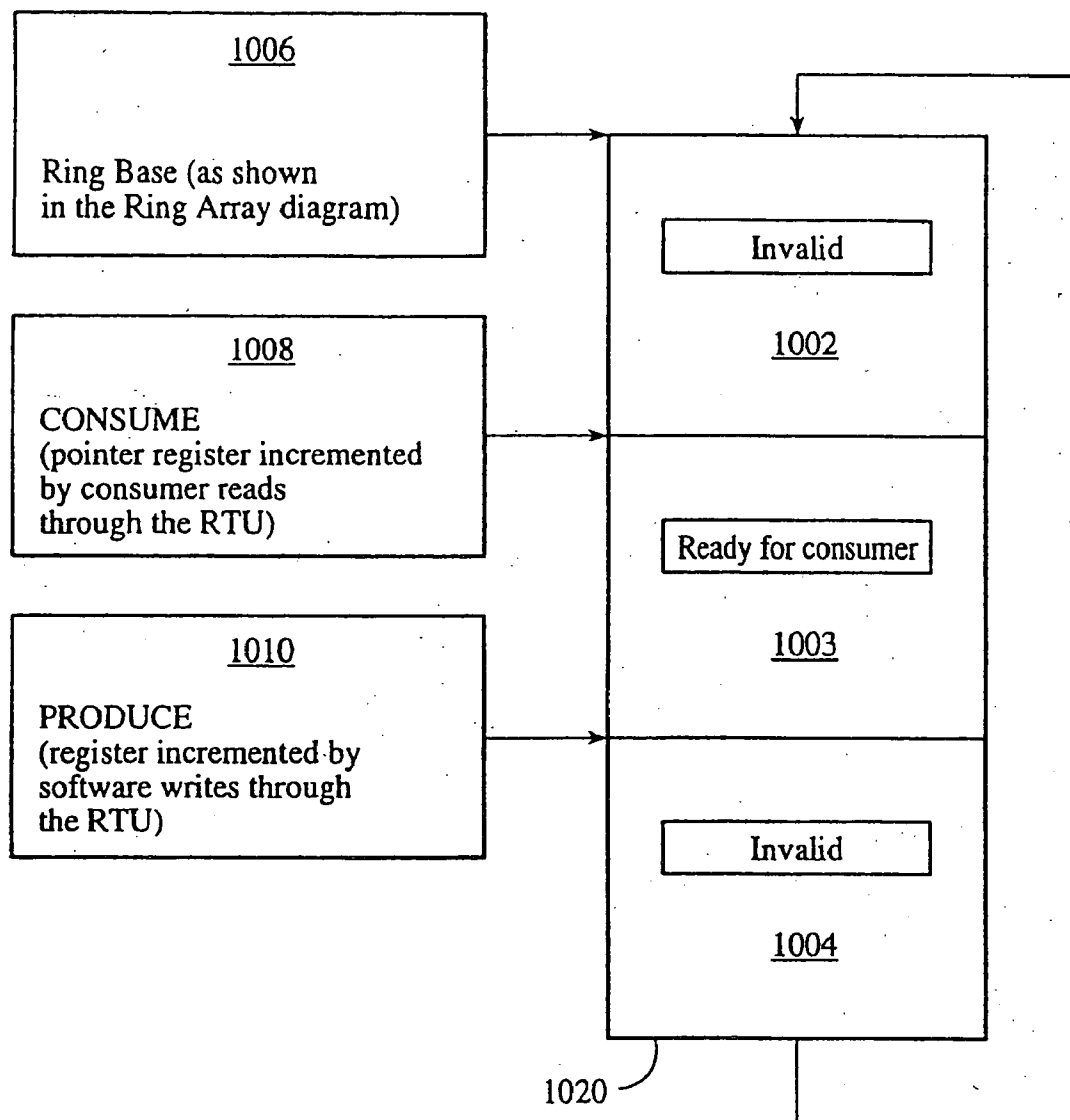 1006
Ring Base (as shown
in the Ring Array diagram)
Invalid
1002
1008
CONSUME
(pointer register incremented
by consumer reads
through the RTU)
Ready for consumer
1003
1010
PRODUCE
(register incremented by
software writes through
the RTU)
Invalid
1004
1020